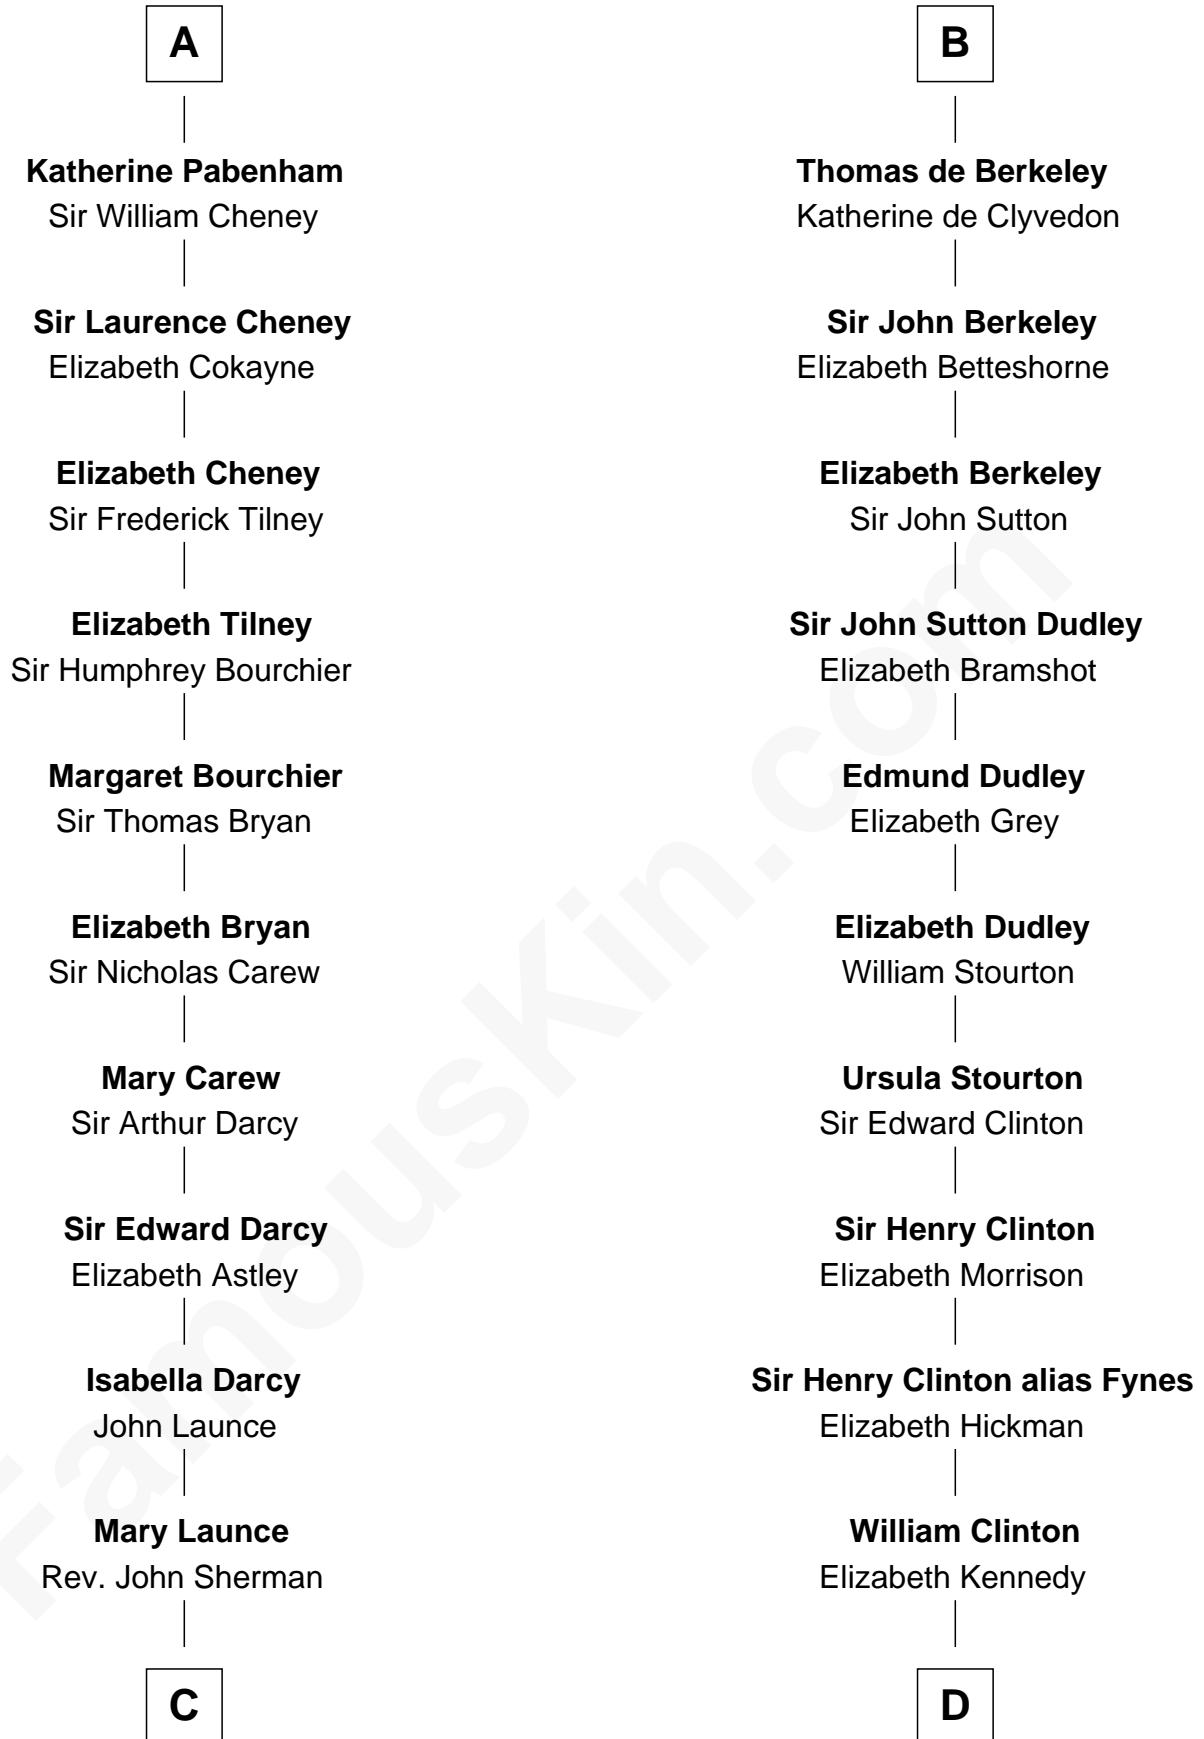 A
Katherine Pabenham
Sir William Cheney
Sir Laurence Cheney
Elizabeth Cokayne
Elizabeth Cheney
Sir Frederick Tilney
Elizabeth Tilney
Sir Humphrey Bourchier
Margaret Bourchier
Sir Thomas Bryan
Elizabeth Bryan
Sir Nicholas Carew
Mary Carew
Sir Arthur Darcy
Sir Edward Darcy
Elizabeth Astley
Isabella Darcy
John Launce
Mary Launce
Rev. John Sherman
C
B
Thomas de Berkeley
Katherine de Clyvedon
Sir John Berkeley
Elizabeth Betteshorne
Elizabeth Berkeley
Sir John Sutton
Sir John Sutton Dudley
Elizabeth Bramshot
Edmund Dudley
Elizabeth Grey
Elizabeth Dudley
William Stourton
Ursula Stourton
Sir Edward Clinton
Sir Henry Clinton
Elizabeth Morrison
Sir Henry Clinton alias Fynes
Elizabeth Hickman
William Clinton
Elizabeth Kennedy
D
FamousKin.com